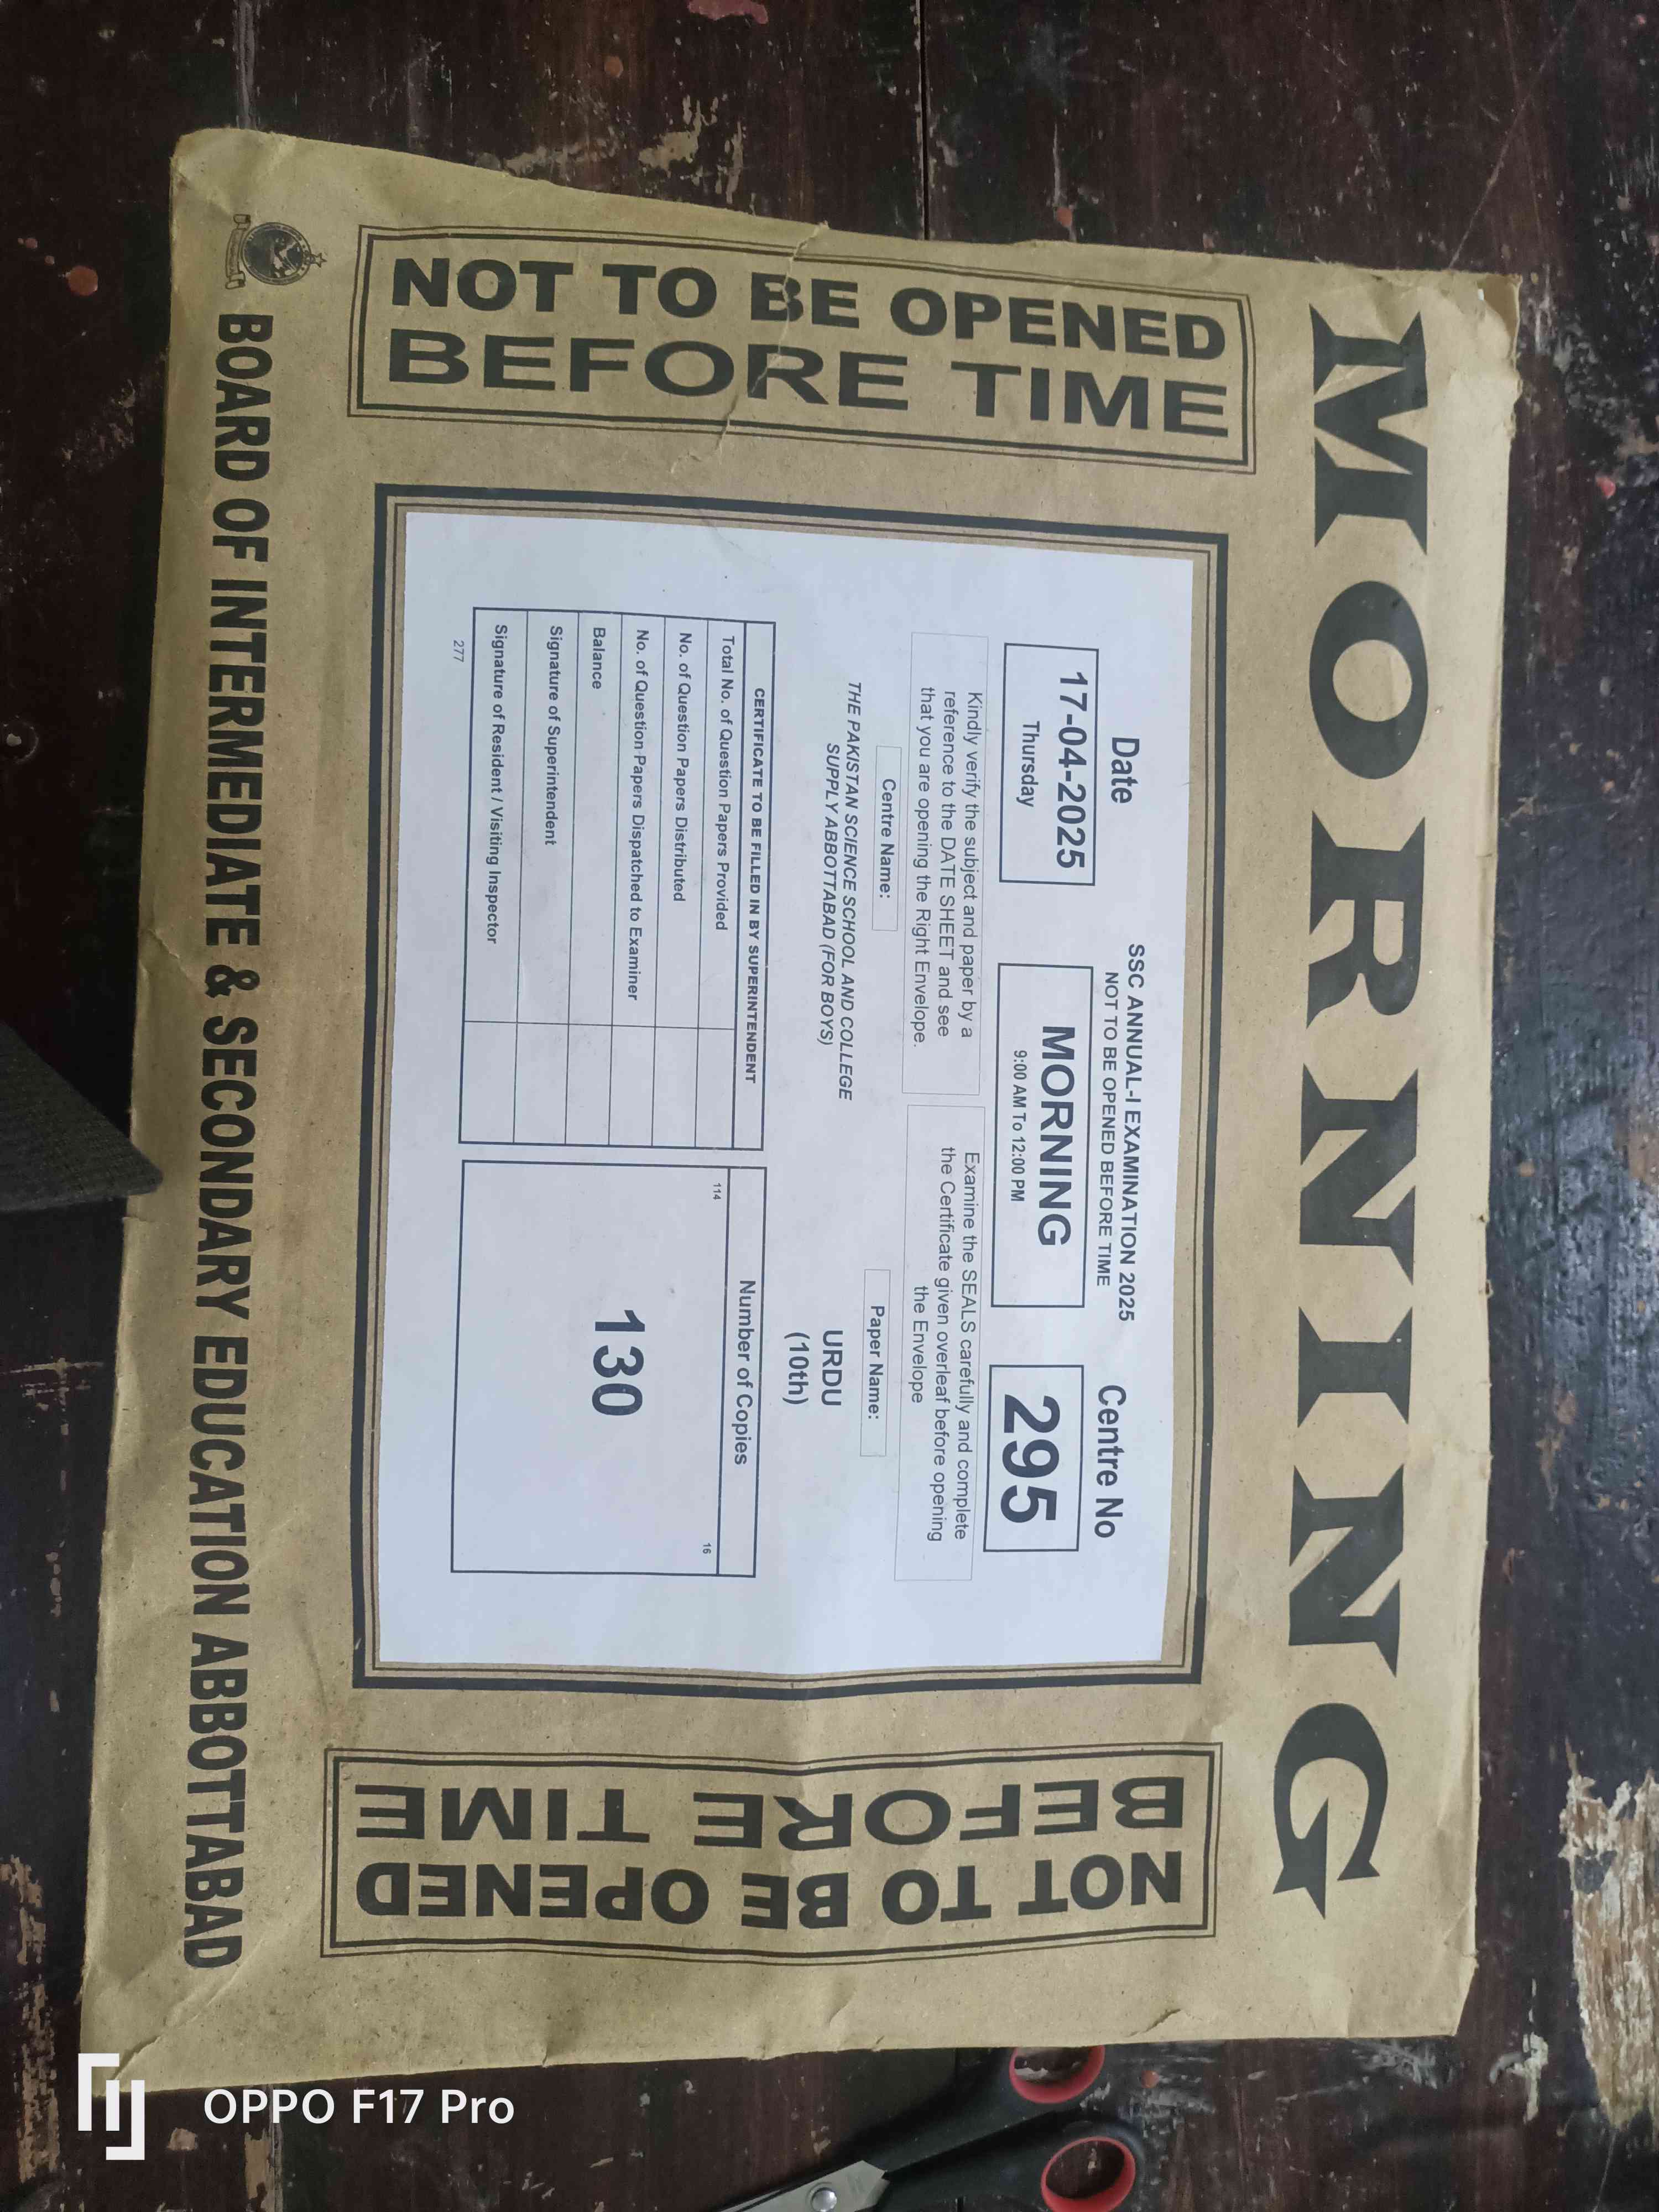 MORNING
NOT TO BE OPENED
BEFORE TIME
SSC ANNUAL-I EXAMINATION 2025
NOT TO BE OPENED BEFORE TIME
Date
Centre No
17-04-2025
Thursday
MORNING
9:00 AM To 12:00 PM
295
Kindly verify the subject and paper by a
reference to the DATE SHEET and see
that you are opening the Right Envelope.
Examine the SEALS carefully and complete
the Certificate given overleaf before opening
the Envelope
Centre Name:
THE PAKISTAN SCIENCE SCHOOL AND COLLEGE
SUPPLY ABBOTTABAD (FOR BOYS)
Paper Name:
URDU
(10th)
CERTIFICATE TO BE FILLED IN BY SUPERINTENDENT
Total No. of Question Papers Provided
No. of Question Papers Distributed
No. of Question Papers Dispatched to Examiner
Balance
Signature of Superintendent
Signature of Resident / Visiting Inspector
277
Number of Copies
114
16
130
NOT TO BE OPENED
BEFORE TIME
BOARD OF INTERMEDIATE & SECONDARY EDUCATION ABBOTTABAD
OPPO F17 Pro